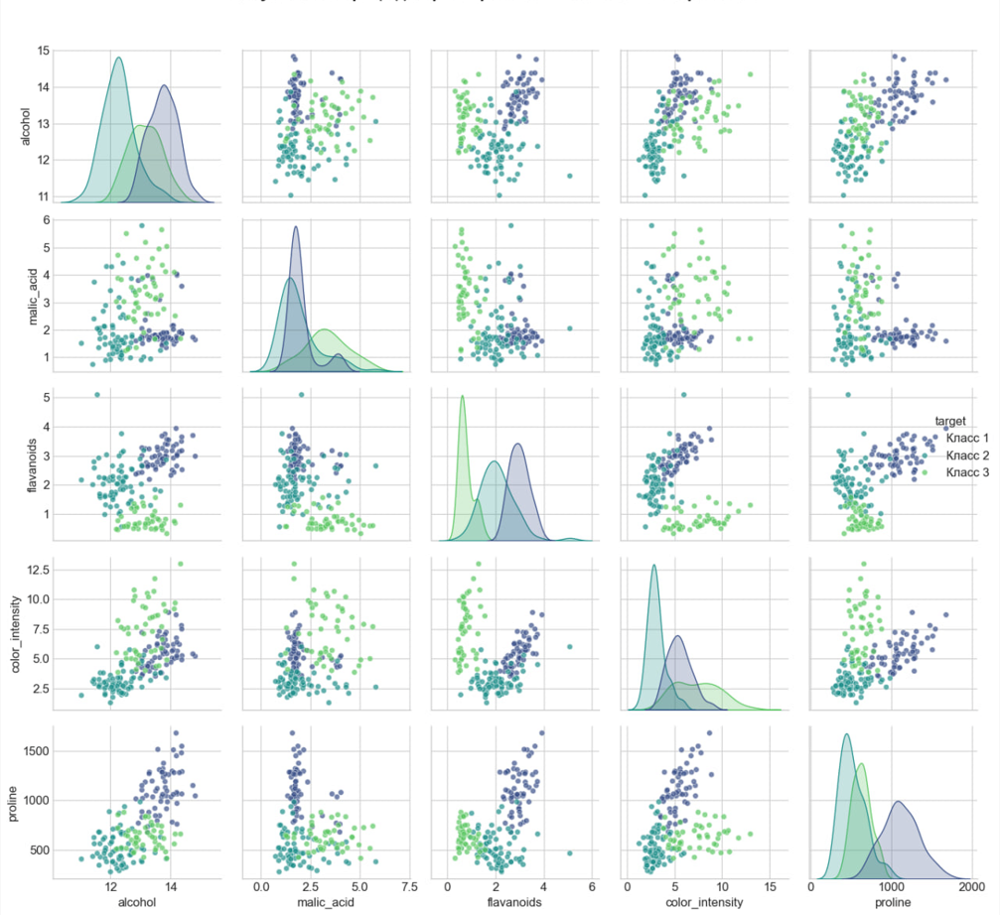 15
14
13
12
11
alcohol
6
5
4
3
2
1
malic_acid
5
4
3
2
1
flavanoids
target
Класс 1
Класс 2
Класс 3
12.5
10.0
7.5
5.0
2.5
color_intensity
1500
1000
500
proline
12 14
0.0 2.5 5.0 7.5
0 2 4 6
0 5 10 15
0 1000 2000
alcohol malic_acid flavanoids color_intensity proline